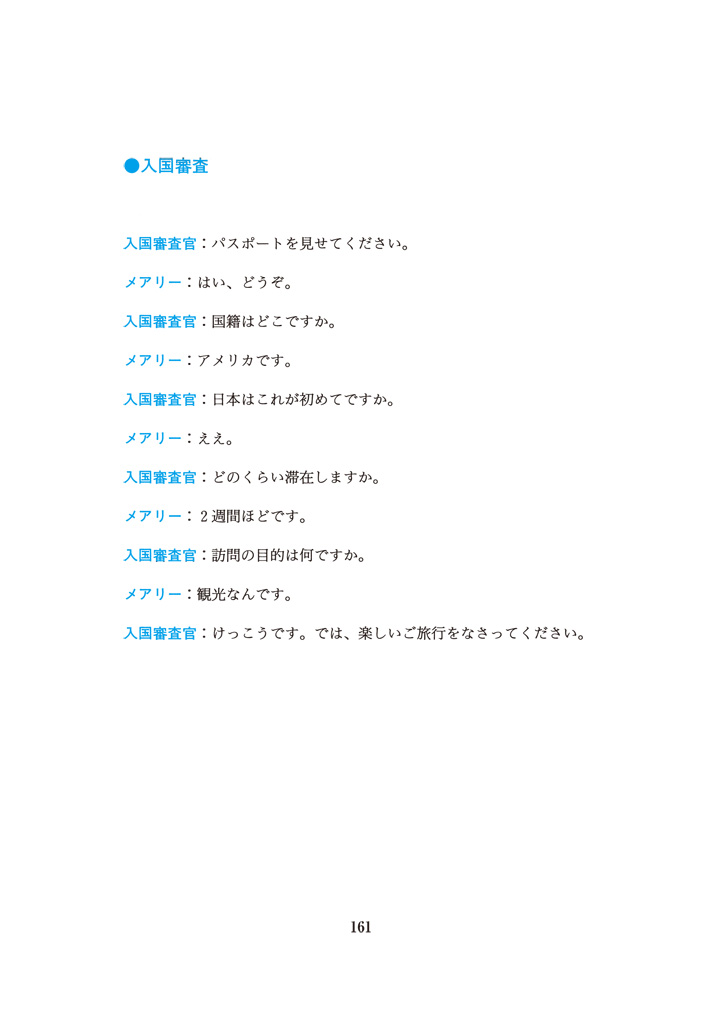 ●入国審査
入国審査官：パスポートを見せてください。
メアリー：はい、どうぞ。
入国審査官：国籍はどこですか。
メアリー：アメリカです。
入国審査官：日本はこれが初めてですか。
メアリー：ええ。
入国審査官：どのくらい滞在しますか。
メアリー：２週間ほどです。
入国審査官：訪問の目的は何ですか。
メアリー：観光なんです。
入国審査官：けっこうです。では、楽しいご旅行をなさってください。
161